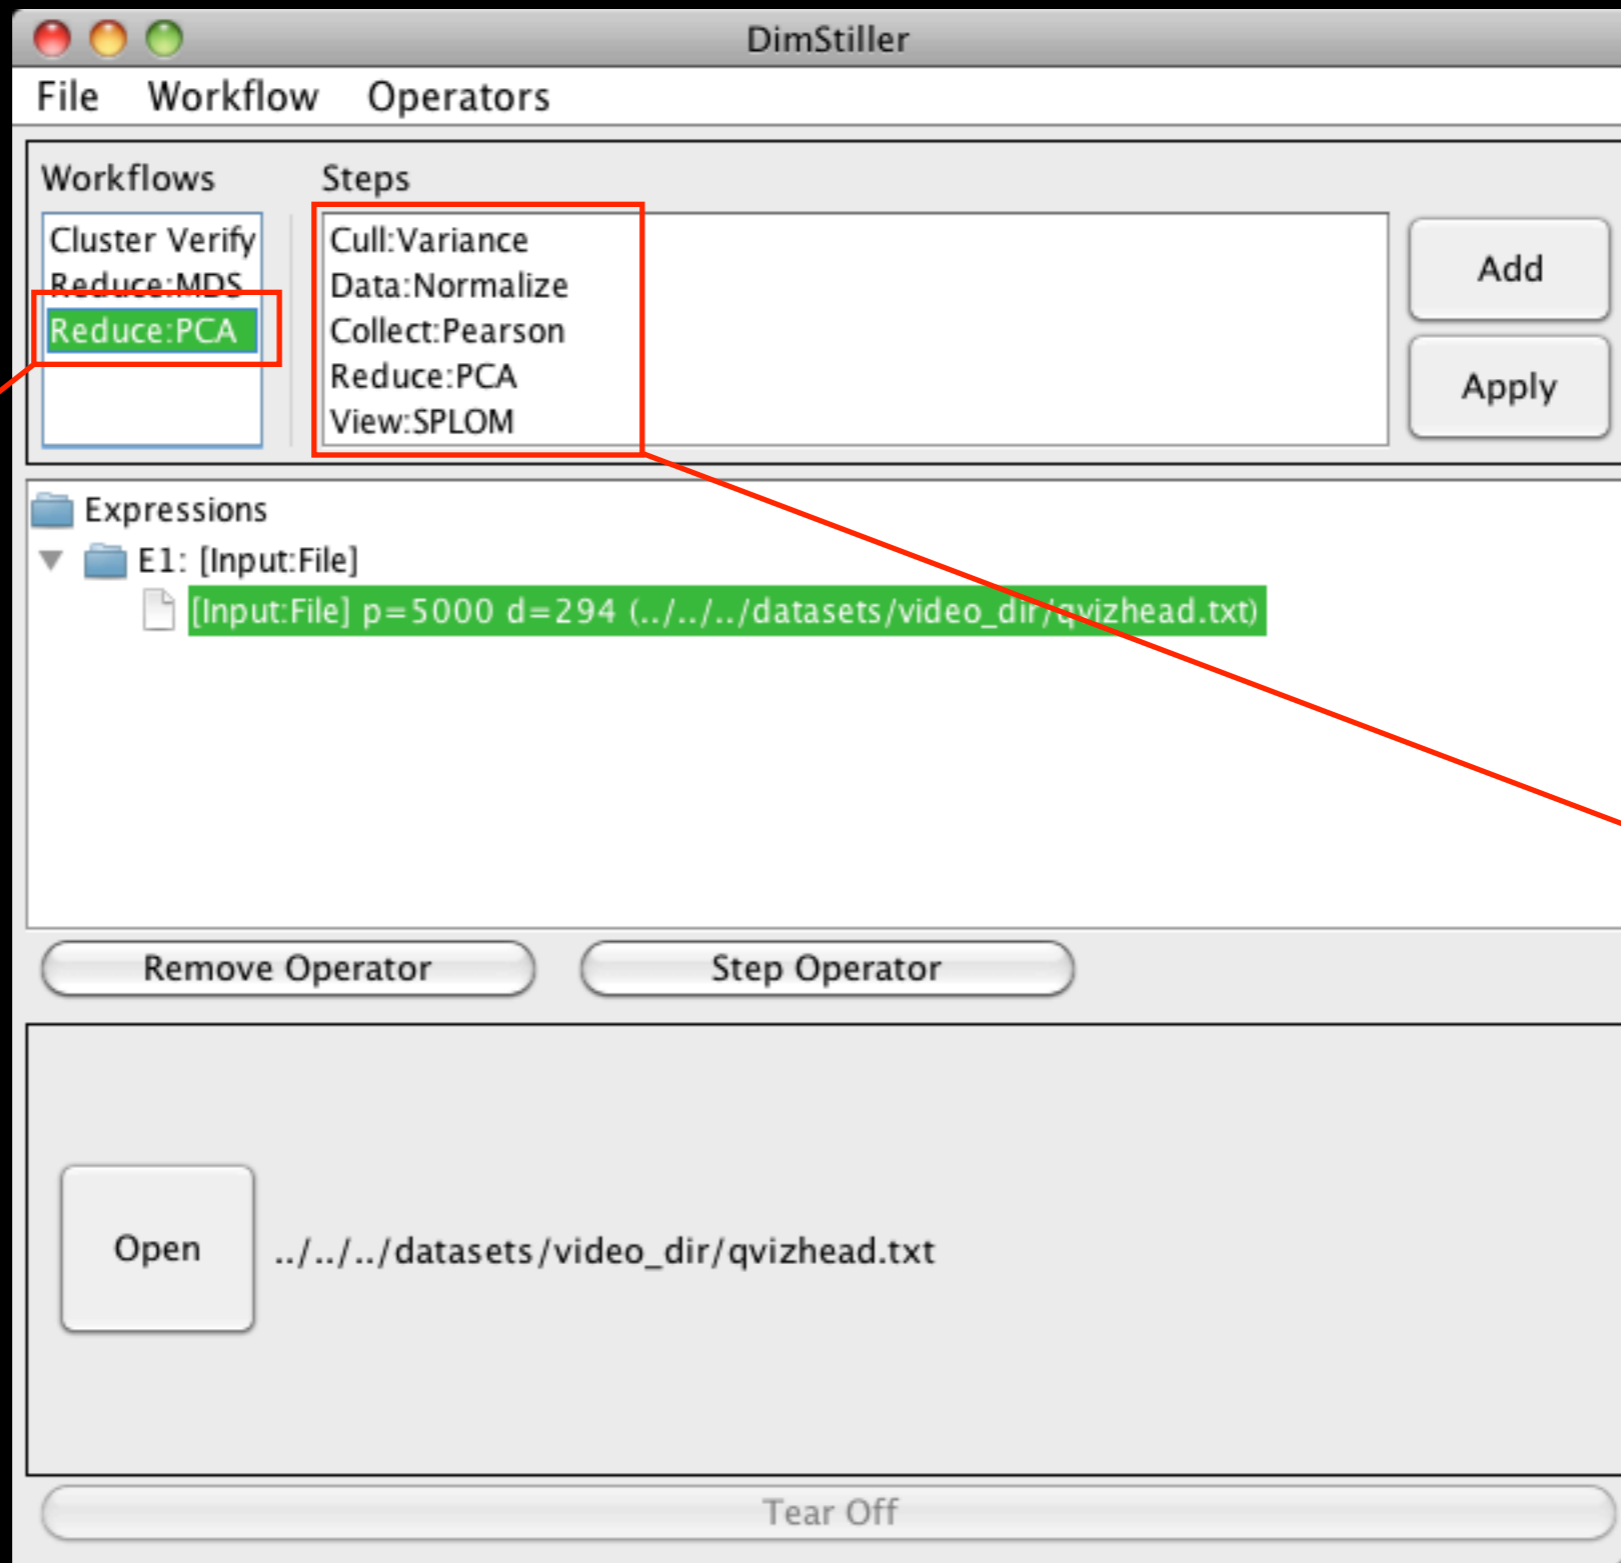 DimStiller
File Workflow Operators
Workflows Steps
Cluster Verify
Reduce:MDS
Reduce:PCA
Cull:Variance
Data:Normalize
Collect:Pearson
Reduce:PCA
View:SPLOM
Add
Apply
Expressions
E1: [Input:File]
[Input:File] p=5000 d=294 (../../../datasets/video_dir/qvizhead.txt)
Remove Operator Step Operator
Open ../../../datasets/video_dir/qvizhead.txt
Tear Off